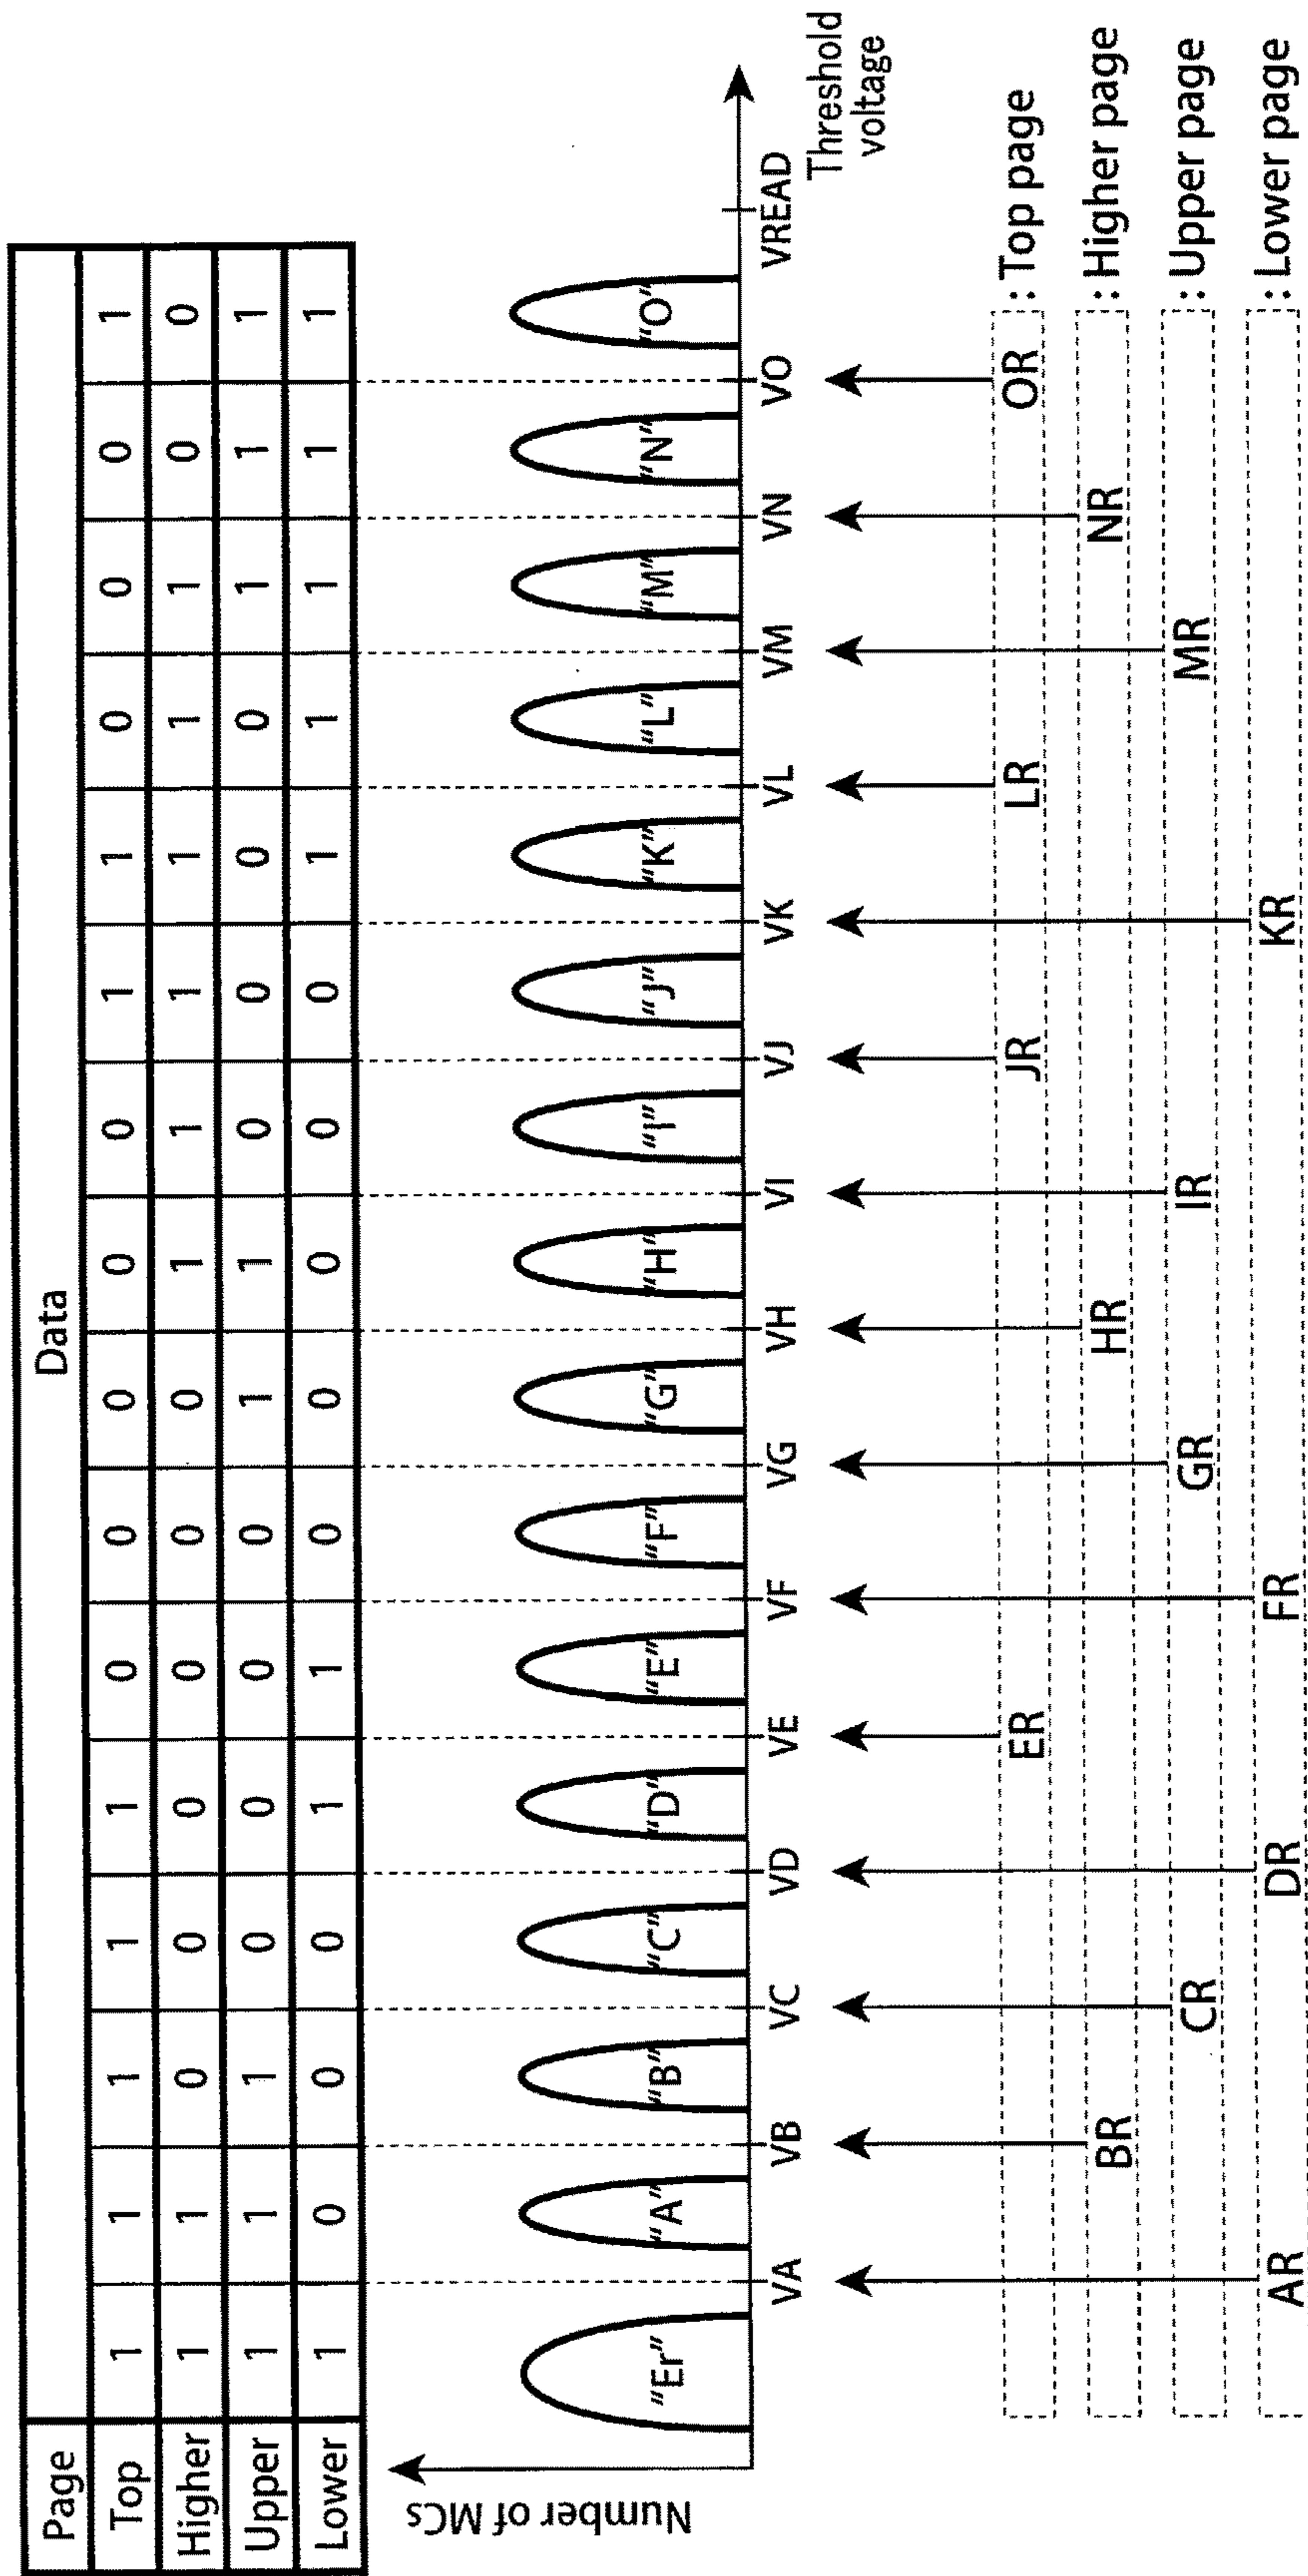 Page Data
Top 1 1 1 1 1 0 0 0 0 0 1 1 0 0 0 1
Higher 1 1 0 0 0 0 0 0 1 1 1 1 1 1 0 0
Upper 1 1 1 0 0 0 0 1 1 0 0 0 0 1 1 1
Lower 1 0 0 0 1 1 0 0 0 0 0 1 1 1 1 1
Number of MCs
"Er" "A" "B" "C" "D" "E" "F" "G" "H" "I" "J" "K" "L" "M" "N" "O"
VA VB VC VD VE VF VG VH VI VJ VK VL VM VN VO VREAD
Threshold
voltage
ER JR LR OR : Top page
BR HR NR : Higher page
CR GR IR MR : Upper page
AR DR FR KR : Lower page